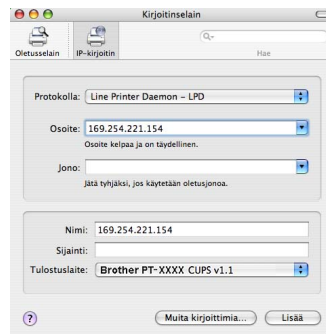 Kirjoitinselain
Oletusselain IP-kirjoitin Hae
Protokolla: Line Printer Daemon – LPD
Osoite: 169.254.221.154
Osoite kelpaa ja on täydellinen.
Jono:
Jätä tyhjäksi, jos käytetään oletusjonoa.
Nimi: 169.254.221.154
Sijainti:
Tulostuslaite: Brother PT-XXXX CUPS v1.1
? Muita kirjoittimia... Lisää